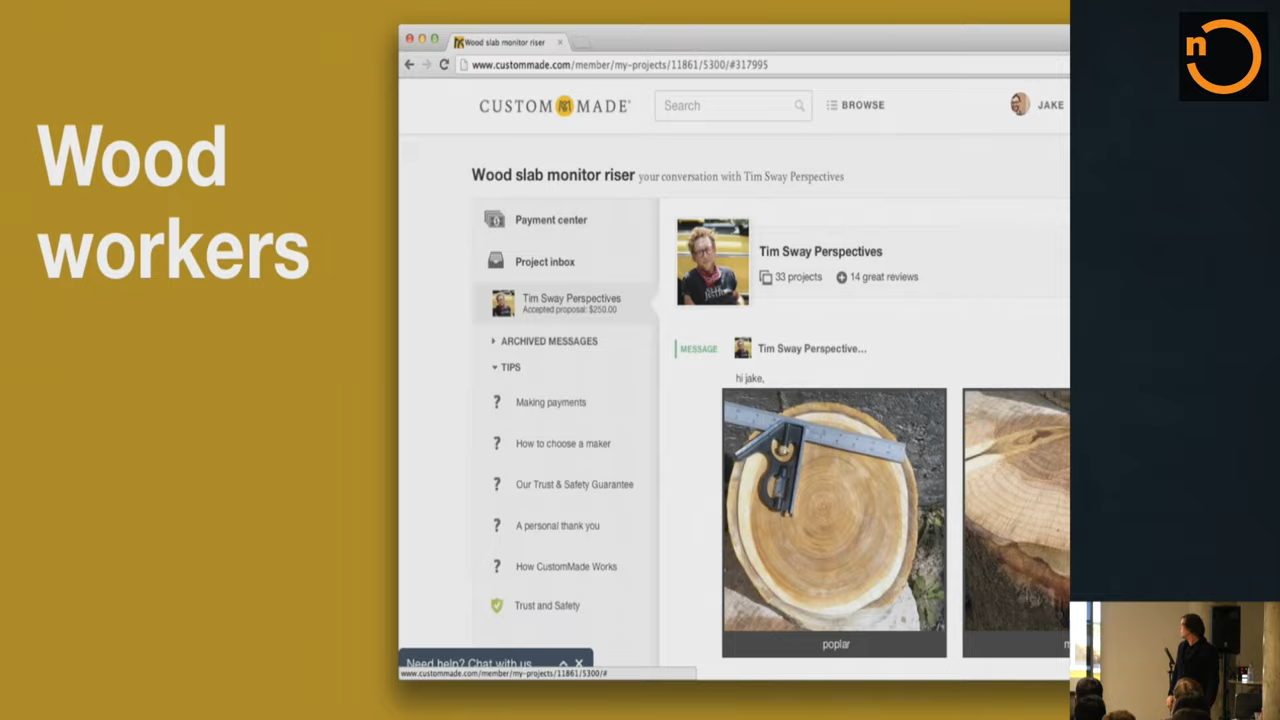 Wood
workers
Wood slab monitor riser
www.custommade.com/member/my-projects/11861/5300/#317995
CUSTOM MADE
Search
BROWSE
JAKE
Wood slab monitor riser your conversation with Tim Sway Perspectives
Payment center
Project inbox
Tim Sway Perspectives
Accepted proposal: $250.00
ARCHIVED MESSAGES
TIPS
? Making payments
? How to choose a maker
? Our Trust & Safety Guarantee
? A personal thank you
? How CustomMade Works
Trust and Safety
Tim Sway Perspectives
33 projects 14 great reviews
MESSAGE
Tim Sway Perspective...
hi jake,
poplar
Need help? Chat with us
www.custommade.com/member/my-projects/11861/5300/#
n